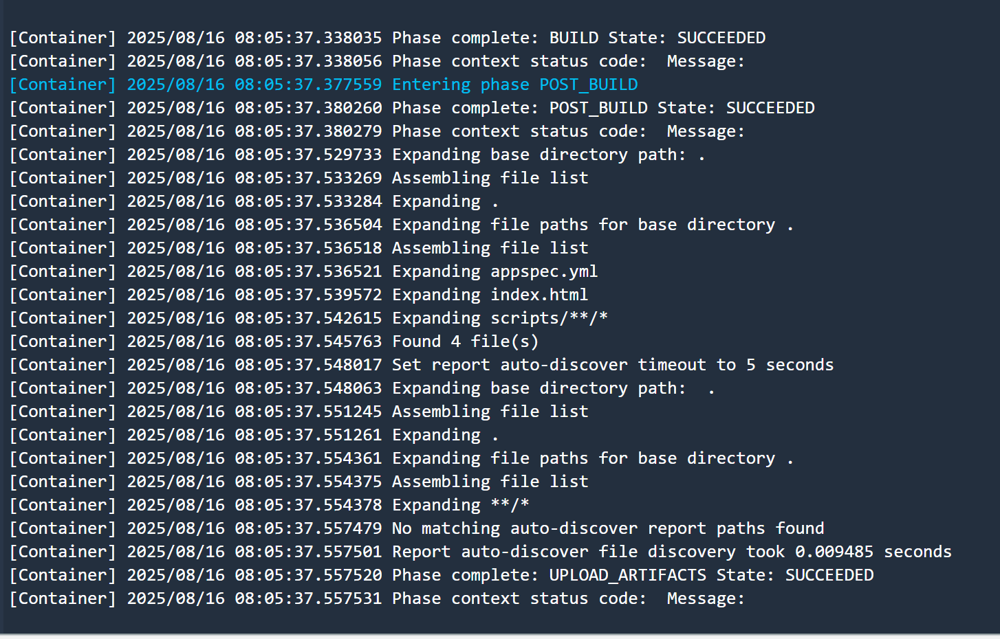 [Container] 2025/08/16 08:05:37.338035 Phase complete: BUILD State: SUCCEEDED
[Container] 2025/08/16 08:05:37.338056 Phase context status code:  Message:
[Container] 2025/08/16 08:05:37.377559 Entering phase POST_BUILD
[Container] 2025/08/16 08:05:37.380260 Phase complete: POST_BUILD State: SUCCEEDED
[Container] 2025/08/16 08:05:37.380279 Phase context status code:  Message:
[Container] 2025/08/16 08:05:37.529733 Expanding base directory path: .
[Container] 2025/08/16 08:05:37.533269 Assembling file list
[Container] 2025/08/16 08:05:37.533284 Expanding .
[Container] 2025/08/16 08:05:37.536504 Expanding file paths for base directory .
[Container] 2025/08/16 08:05:37.536518 Assembling file list
[Container] 2025/08/16 08:05:37.536521 Expanding appspec.yml
[Container] 2025/08/16 08:05:37.539572 Expanding index.html
[Container] 2025/08/16 08:05:37.542615 Expanding scripts/**/*
[Container] 2025/08/16 08:05:37.545763 Found 4 file(s)
[Container] 2025/08/16 08:05:37.548017 Set report auto-discover timeout to 5 seconds
[Container] 2025/08/16 08:05:37.548063 Expanding base directory path:  .
[Container] 2025/08/16 08:05:37.551245 Assembling file list
[Container] 2025/08/16 08:05:37.551261 Expanding .
[Container] 2025/08/16 08:05:37.554361 Expanding file paths for base directory .
[Container] 2025/08/16 08:05:37.554375 Assembling file list
[Container] 2025/08/16 08:05:37.554378 Expanding **/*
[Container] 2025/08/16 08:05:37.557479 No matching auto-discover report paths found
[Container] 2025/08/16 08:05:37.557501 Report auto-discover file discovery took 0.009485 seconds
[Container] 2025/08/16 08:05:37.557520 Phase complete: UPLOAD_ARTIFACTS State: SUCCEEDED
[Container] 2025/08/16 08:05:37.557531 Phase context status code:  Message: